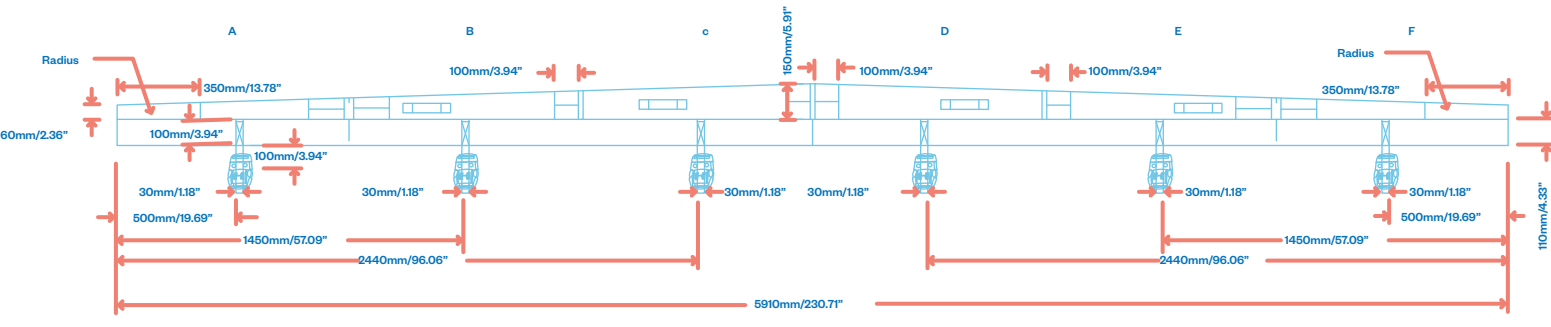 A
B
c
D
E
F
150mm/5.91”
Radius
Radius
100mm/3.94”
100mm/3.94”
100mm/3.94”
350mm/13.78”
350mm/13.78”
60mm/2.36”
100mm/3.94”
100mm/3.94”
30mm/1.18”
30mm/1.18”
30mm/1.18”
30mm/1.18”
30mm/1.18”
30mm/1.18”
500mm/19.69”
500mm/19.69”
110mm/4.33”
1450mm/57.09”
1450mm/57.09”
2440mm/96.06”
2440mm/96.06”
5910mm/230.71”